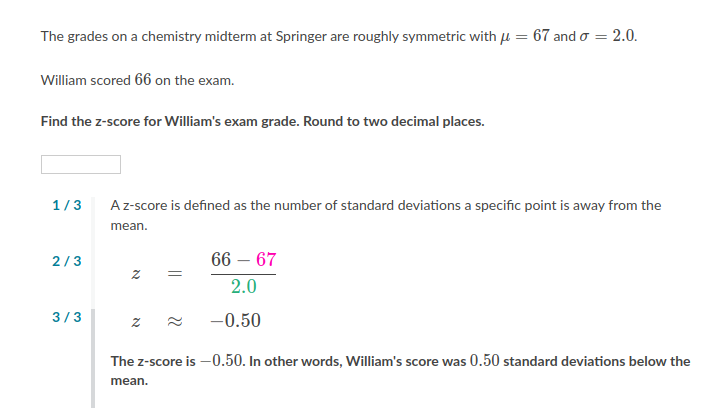 The grades on a chemistry midterm at Springer are roughly symmetric with μ = 67 and σ = 2.0.
William scored 66 on the exam.
Find the z-score for William's exam grade. Round to two decimal places.
1 / 3 A z-score is defined as the number of standard deviations a specific point is away from the
mean.
2 / 3
z = 66 − 67
2.0
3 / 3 z ≈ −0.50
The z-score is −0.50. In other words, William's score was 0.50 standard deviations below the
mean.